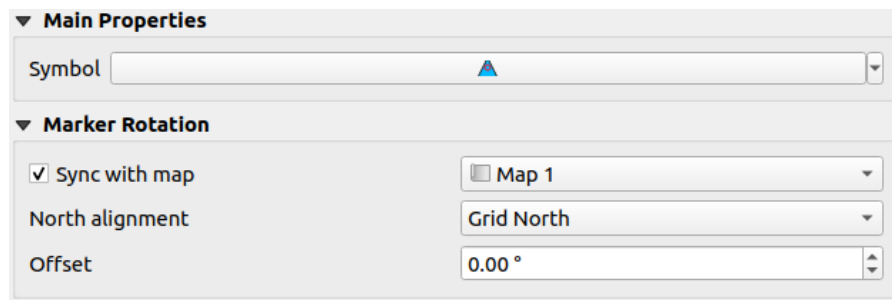 Main Properties
Symbol
Marker Rotation
Sync with map Map 1
North alignment Grid North
Offset 0.00 °